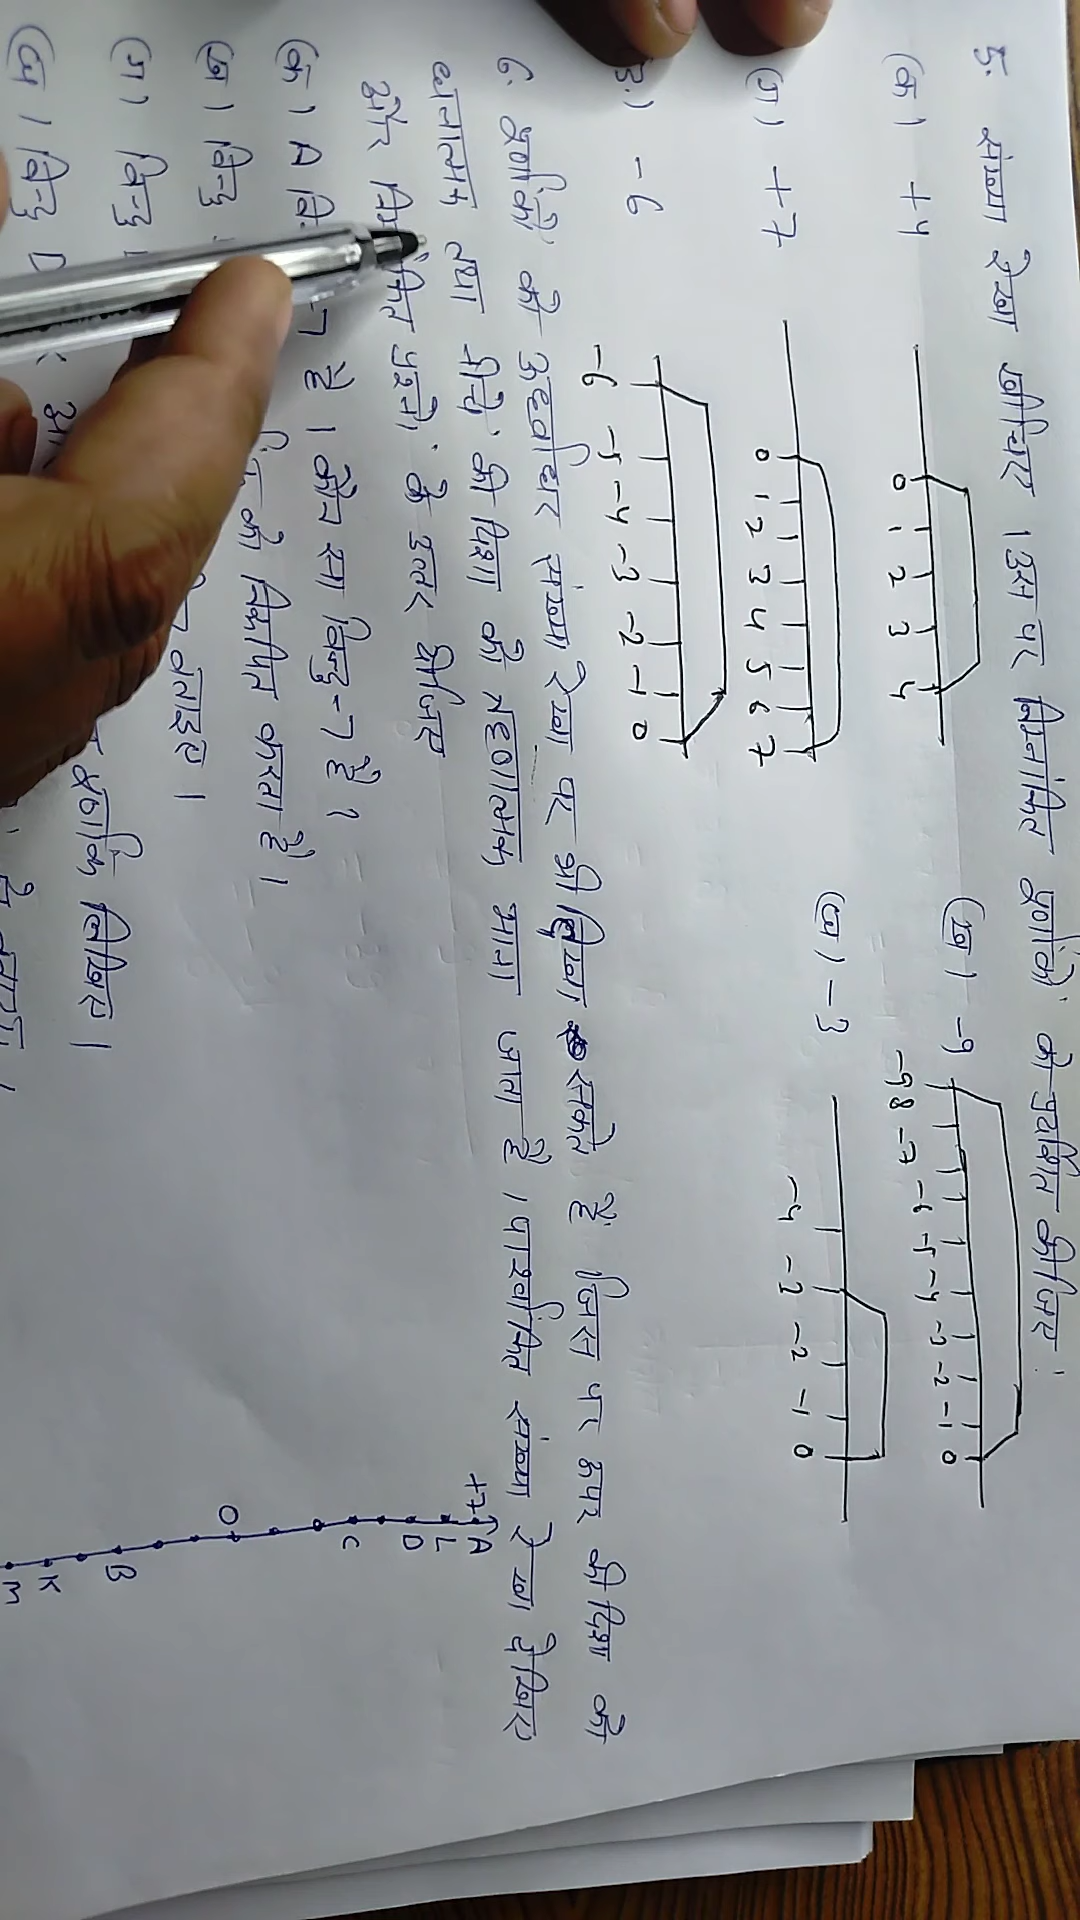 5. संख्या रेखा खींचिए । उस पर निम्नांकित पूर्णांकों को प्रदर्शित कीजिए :
(क) +4
0 1 2 3 4
(ख) -9
-9 8 -7 -6 -5 -4 -3 -2 -1 0
(ग) +7
0 1 2 3 4 5 6 7
(घ) -3
-4 -3 -2 -1 0
-6
-6 -5 -4 -3 -2 -1 0
6. पूर्णांकों को ऊर्ध्वाधर संख्या रेखा पर भी दिखा सकते हैं जिस पर ऊपर की दिशा को
धनात्मक तथा नीचे की दिशा को ऋणात्मक माना जाता है । पार्श्वांकित संख्या रेखा देखिए
और प्रश्नों के उत्तर दीजिए
(क) A 7 है । कौन सा बिन्दु -7 है ।
(ख) बिन्दु को निरूपित करता है ।
(ग) बिन्दु बताइए ।
(घ) बिन्दु D पूर्णांक लिखिए ।
+7 A
L
D
C
O
B
K
M